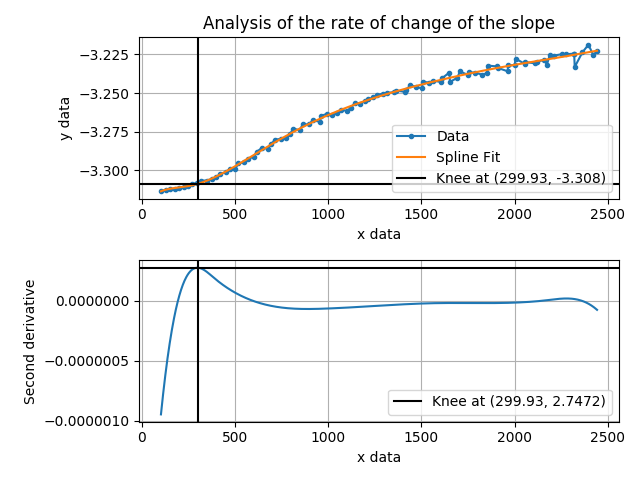 Analysis of the rate of change of the slope
−3.225
−3.250
−3.275
−3.300
y data
Data
Spline Fit
Knee at (299.93, -3.308)
0 500 1000 1500 2000 2500
x data
0.0000000
−0.0000005
−0.0000010
Second derivative
Knee at (299.93, 2.7472)
0 500 1000 1500 2000 2500
x data